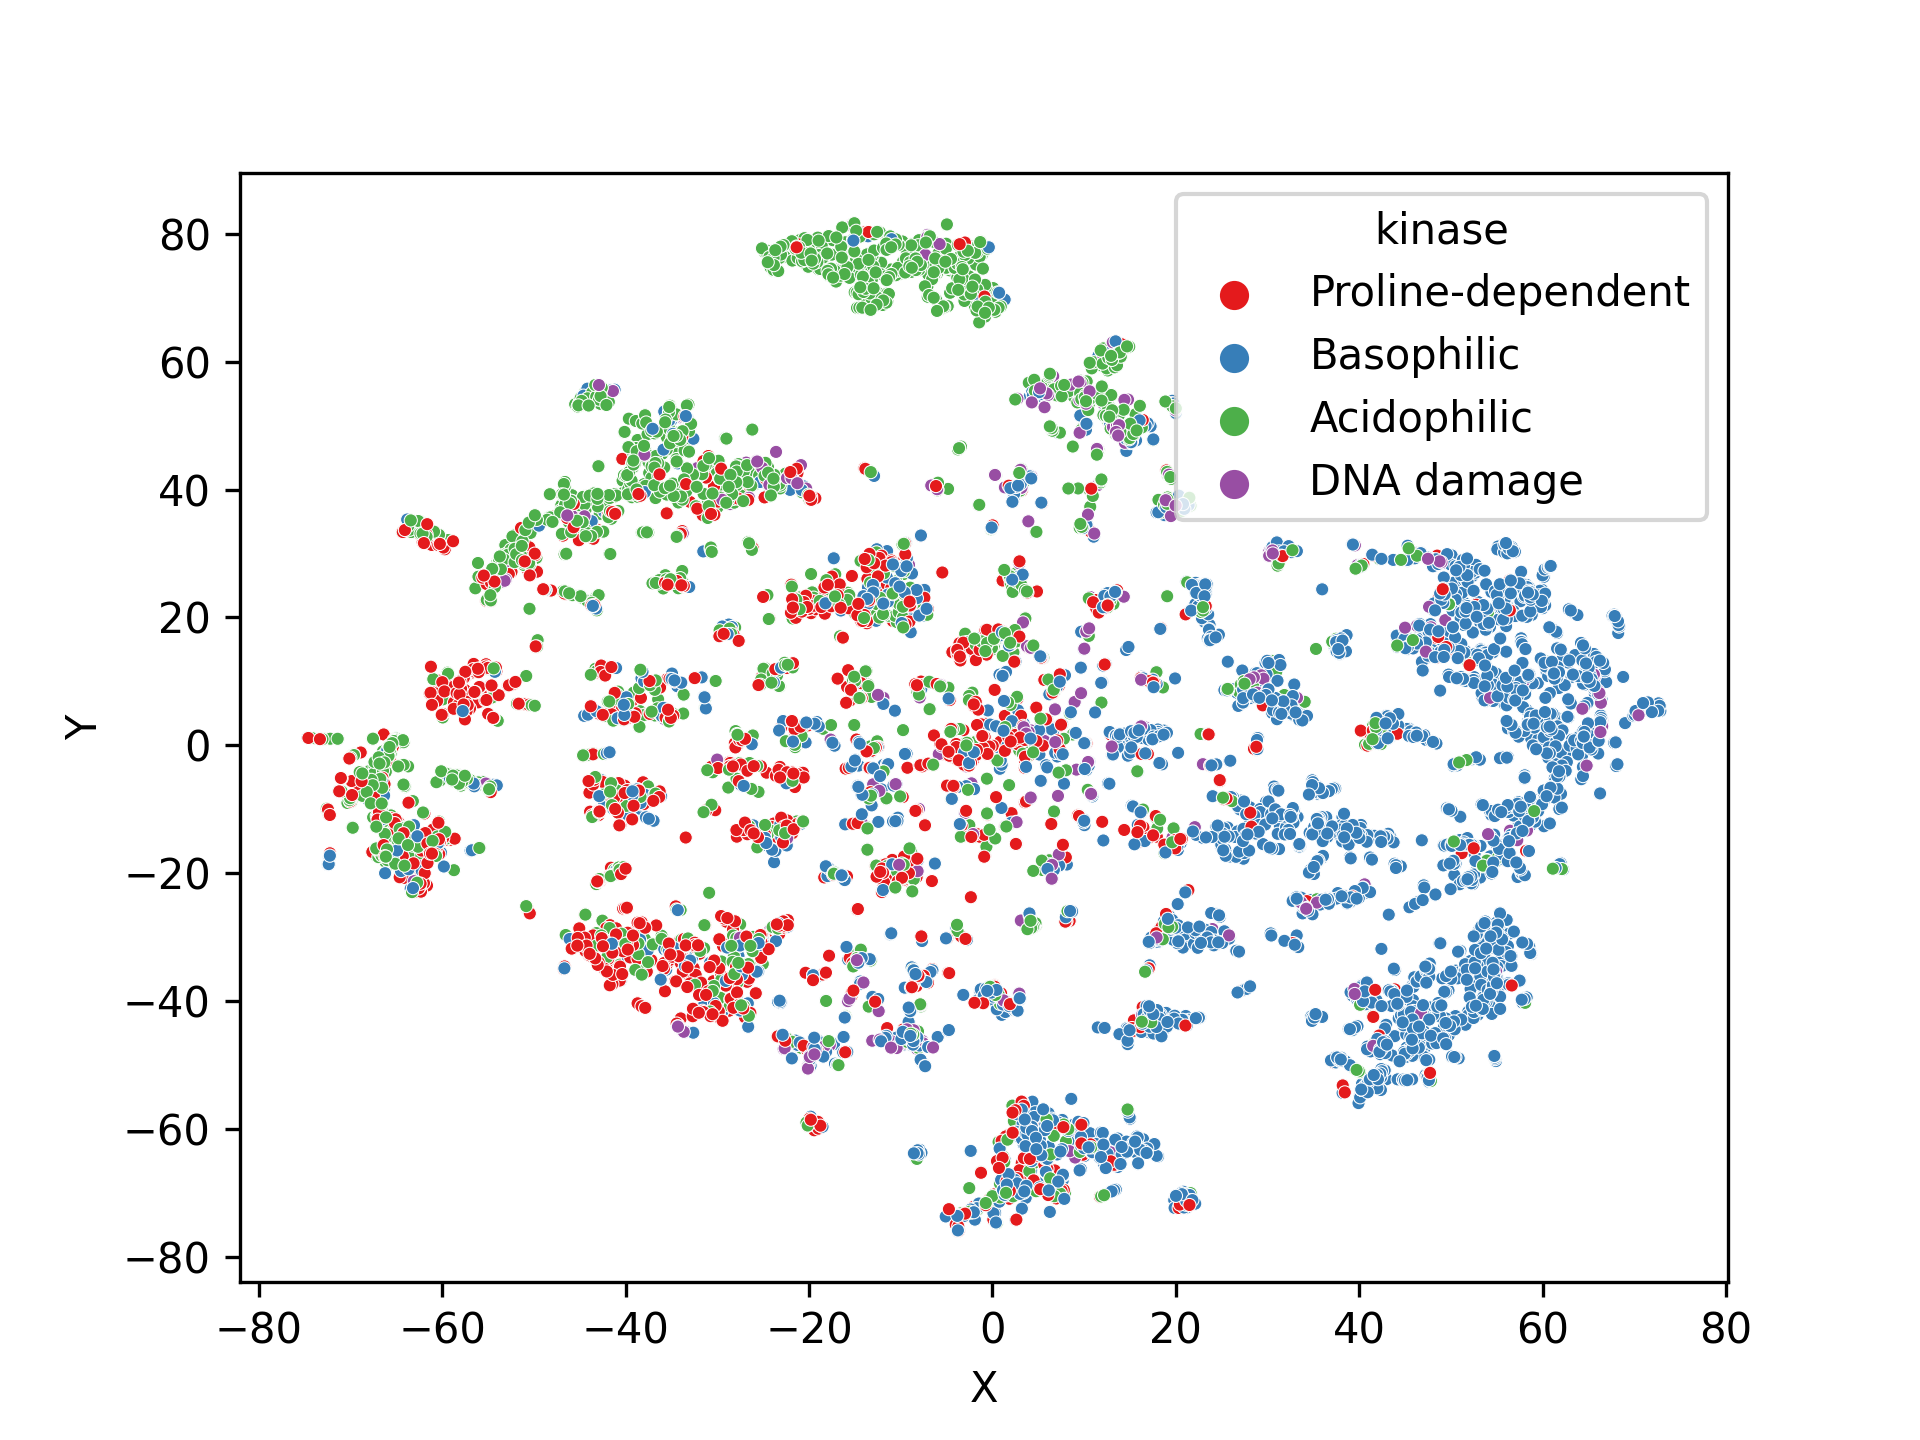 kinase
Proline-dependent
Basophilic
Acidophilic
DNA damage
80
60
40
20
0
−20
−40
−60
−80
Y
−80 −60 −40 −20 0 20 40 60 80
X